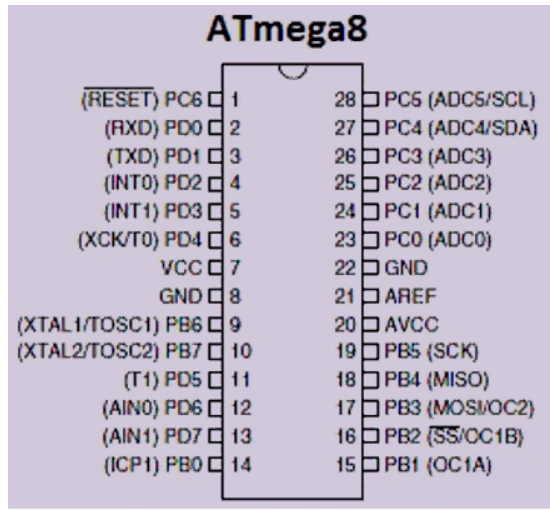 ATmega8
(RESET) PC6 1 28 PC5 (ADC5/SCL)
(RXD) PD0 2 27 PC4 (ADC4/SDA)
(TXD) PD1 3 26 PC3 (ADC3)
(INT0) PD2 4 25 PC2 (ADC2)
(INT1) PD3 5 24 PC1 (ADC1)
(XCK/T0) PD4 6 23 PC0 (ADC0)
VCC 7 22 GND
GND 8 21 AREF
(XTAL1/TOSC1) PB6 9 20 AVCC
(XTAL2/TOSC2) PB7 10 19 PB5 (SCK)
(T1) PD5 11 18 PB4 (MISO)
(AIN0) PD6 12 17 PB3 (MOSI/OC2)
(AIN1) PD7 13 16 PB2 (SS/OC1B)
(ICP1) PB0 14 15 PB1 (OC1A)